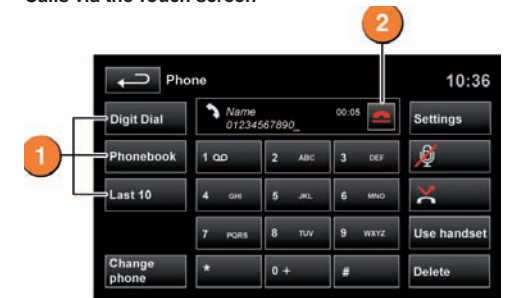 Calls via the Touch screen
2
Phone
10:36
Digit Dial
Name
01234567890_
00:05
Settings
1
Phonebook
1
2 ABC
3 DEF
Last 10
4 GHI
5 JKL
6 MNO
7 PQRS
8 TUV
9 WXYZ
Use handset
Change
phone
*
0 +
#
Delete